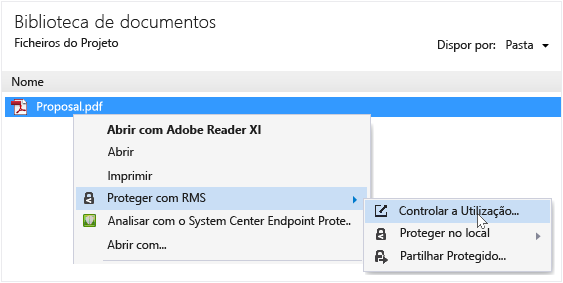 Biblioteca de documentos
Ficheiros do Projeto
Dispor por: Pasta
Nome
Proposal.pdf
Abrir com Adobe Reader XI
Abrir
Imprimir
Proteger com RMS
Analisar com o System Center Endpoint Prote..
Abrir com...
Controlar a Utilização...
Proteger no local
Partilhar Protegido...